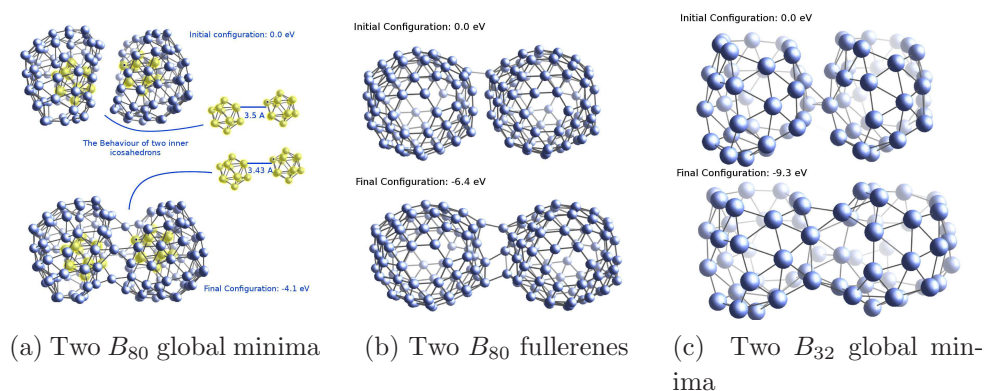 Initial configuration: 0.0 eV
3.5 A
The Behaviour of two inner
icosahedrons
3.43 A
Final Configuration: -4.1 eV
(a) Two B80 global minima
Initial Configuration: 0.0 eV
Final Configuration: -6.4 eV
(b) Two B80 fullerenes
Initial Configuration: 0.0 eV
Final Configuration: -9.3 eV
(c) Two B32 global min-
ima